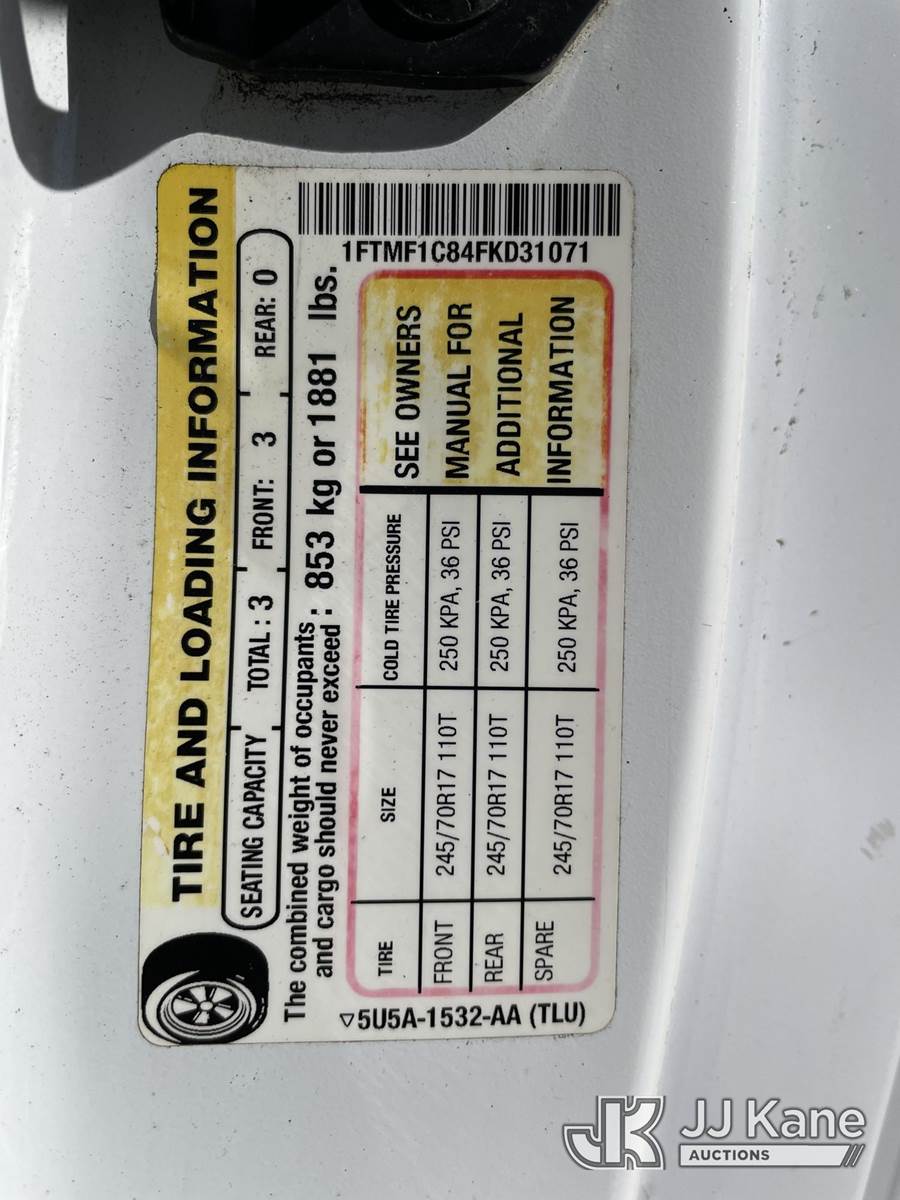 TIRE AND LOADING INFORMATION
SEATING CAPACITY TOTAL : 3 FRONT: 3 REAR: 0
The combined weight of occupants
and cargo should never exceed : 853 kg or 1881 lbs.
TIRE SIZE COLD TIRE PRESSURE
FRONT 245/70R17 110T 250 KPA, 36 PSI
REAR 245/70R17 110T 250 KPA, 36 PSI
SPARE 245/70R17 110T 250 KPA, 36 PSI
SEE OWNERS
MANUAL FOR
ADDITIONAL
INFORMATION
1FTMF1C84FKD31071
5U5A-1532-AA (TLU)
JK JJ Kane
AUCTIONS